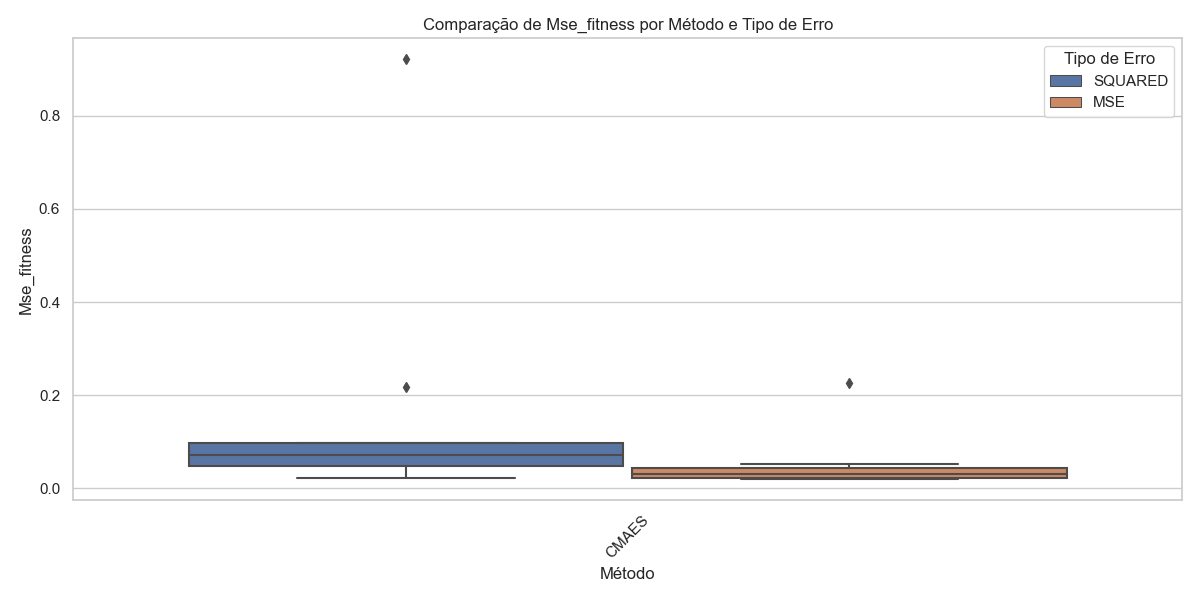 Comparação de Mse_fitness por Método e Tipo de Erro
Tipo de Erro
SQUARED
MSE
Mse_fitness
0.8
0.6
0.4
0.2
0.0
CMAES
Método